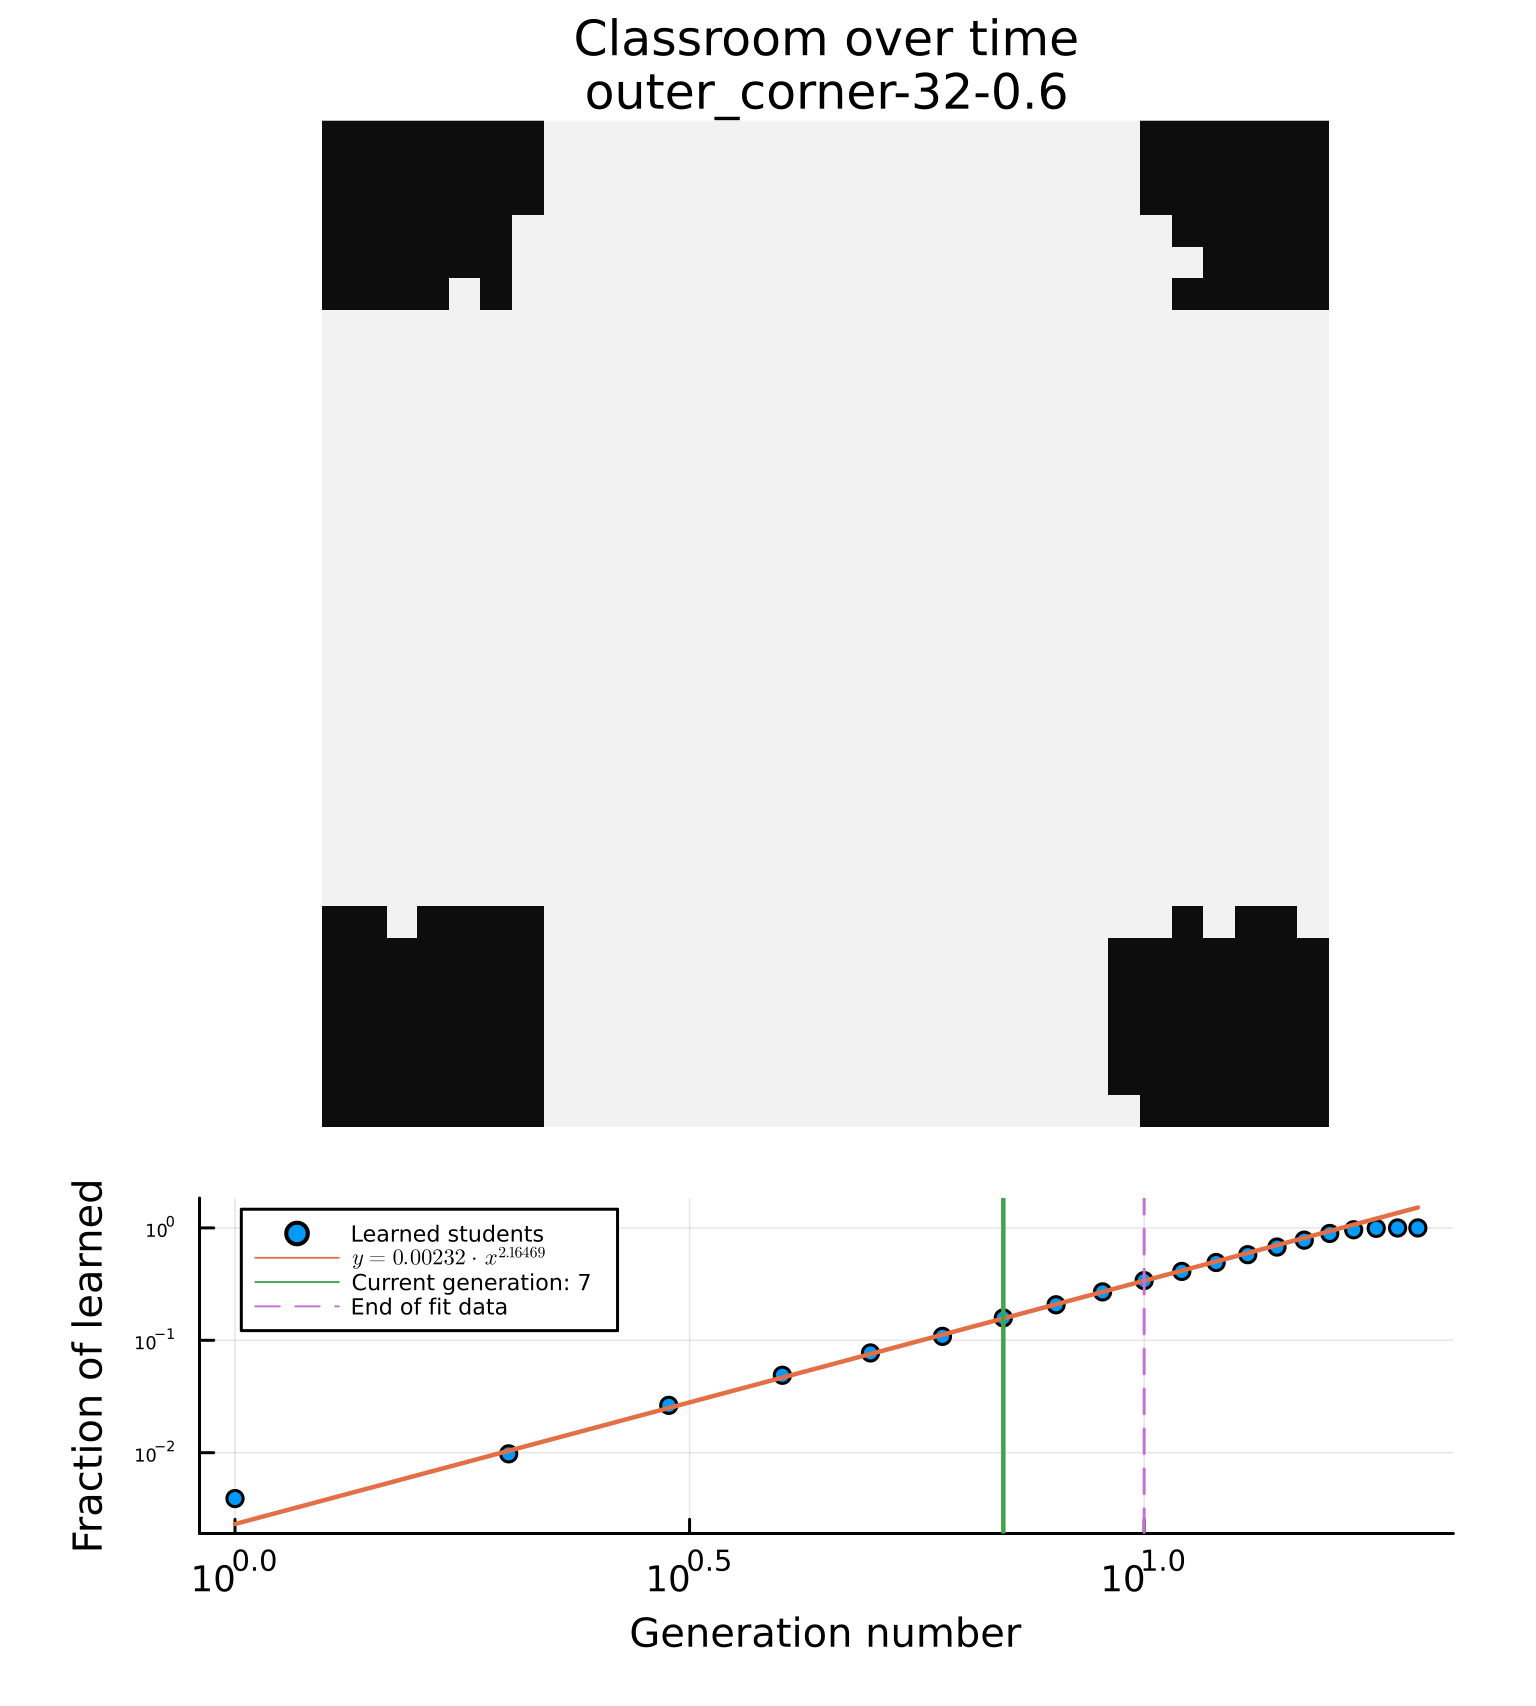 Classroom over time
outer_corner-32-0.6
Fraction of learned
10⁰
10⁻¹
10⁻²
Learned students
y = 0.00232 · x^2.16469
Current generation: 7
End of fit data
10^0.0
10^0.5
10^1.0
Generation number